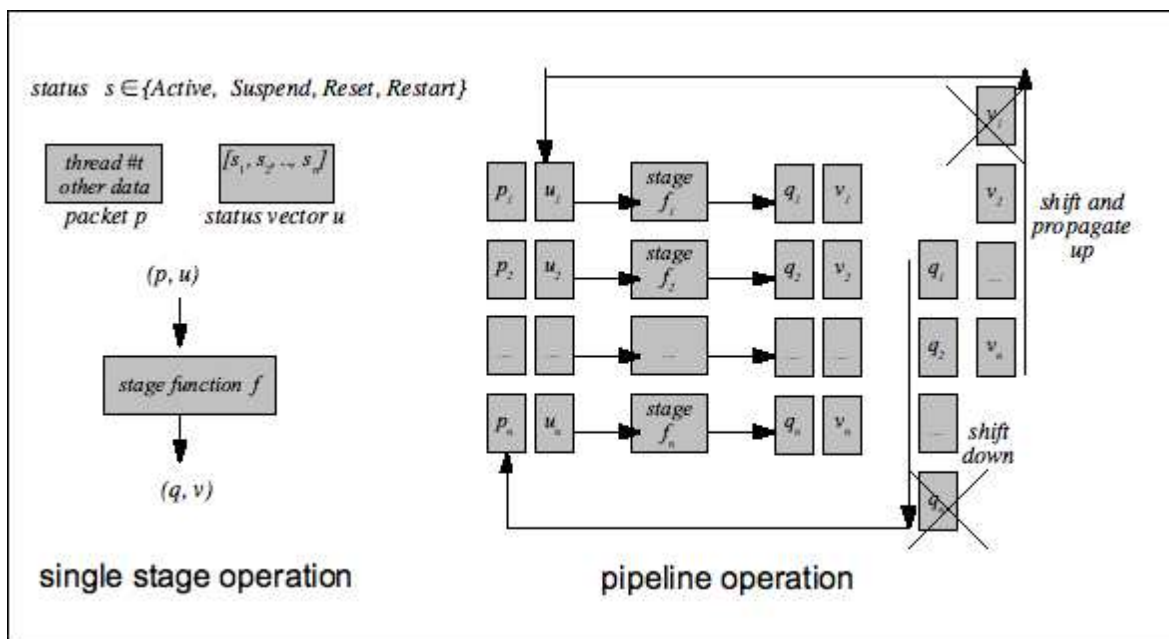 status s ∈ {Active, Suspend, Reset, Restart}
thread #t
other data
packet p
[s₁, s₂, ..., sₙ]
status vector u
(p, u)
stage function f
(q, v)
single stage operation
p₁ u₁ stage f₁ q₁ v₁
p₂ u₂ stage f₂ q₂ v₂
... ... ... ... ...
pₙ uₙ stage fₙ qₙ vₙ
v₁
v₂
...
vₙ
shift and
propagate
up
q₁
q₂
...
qₙ
shift
down
pipeline operation